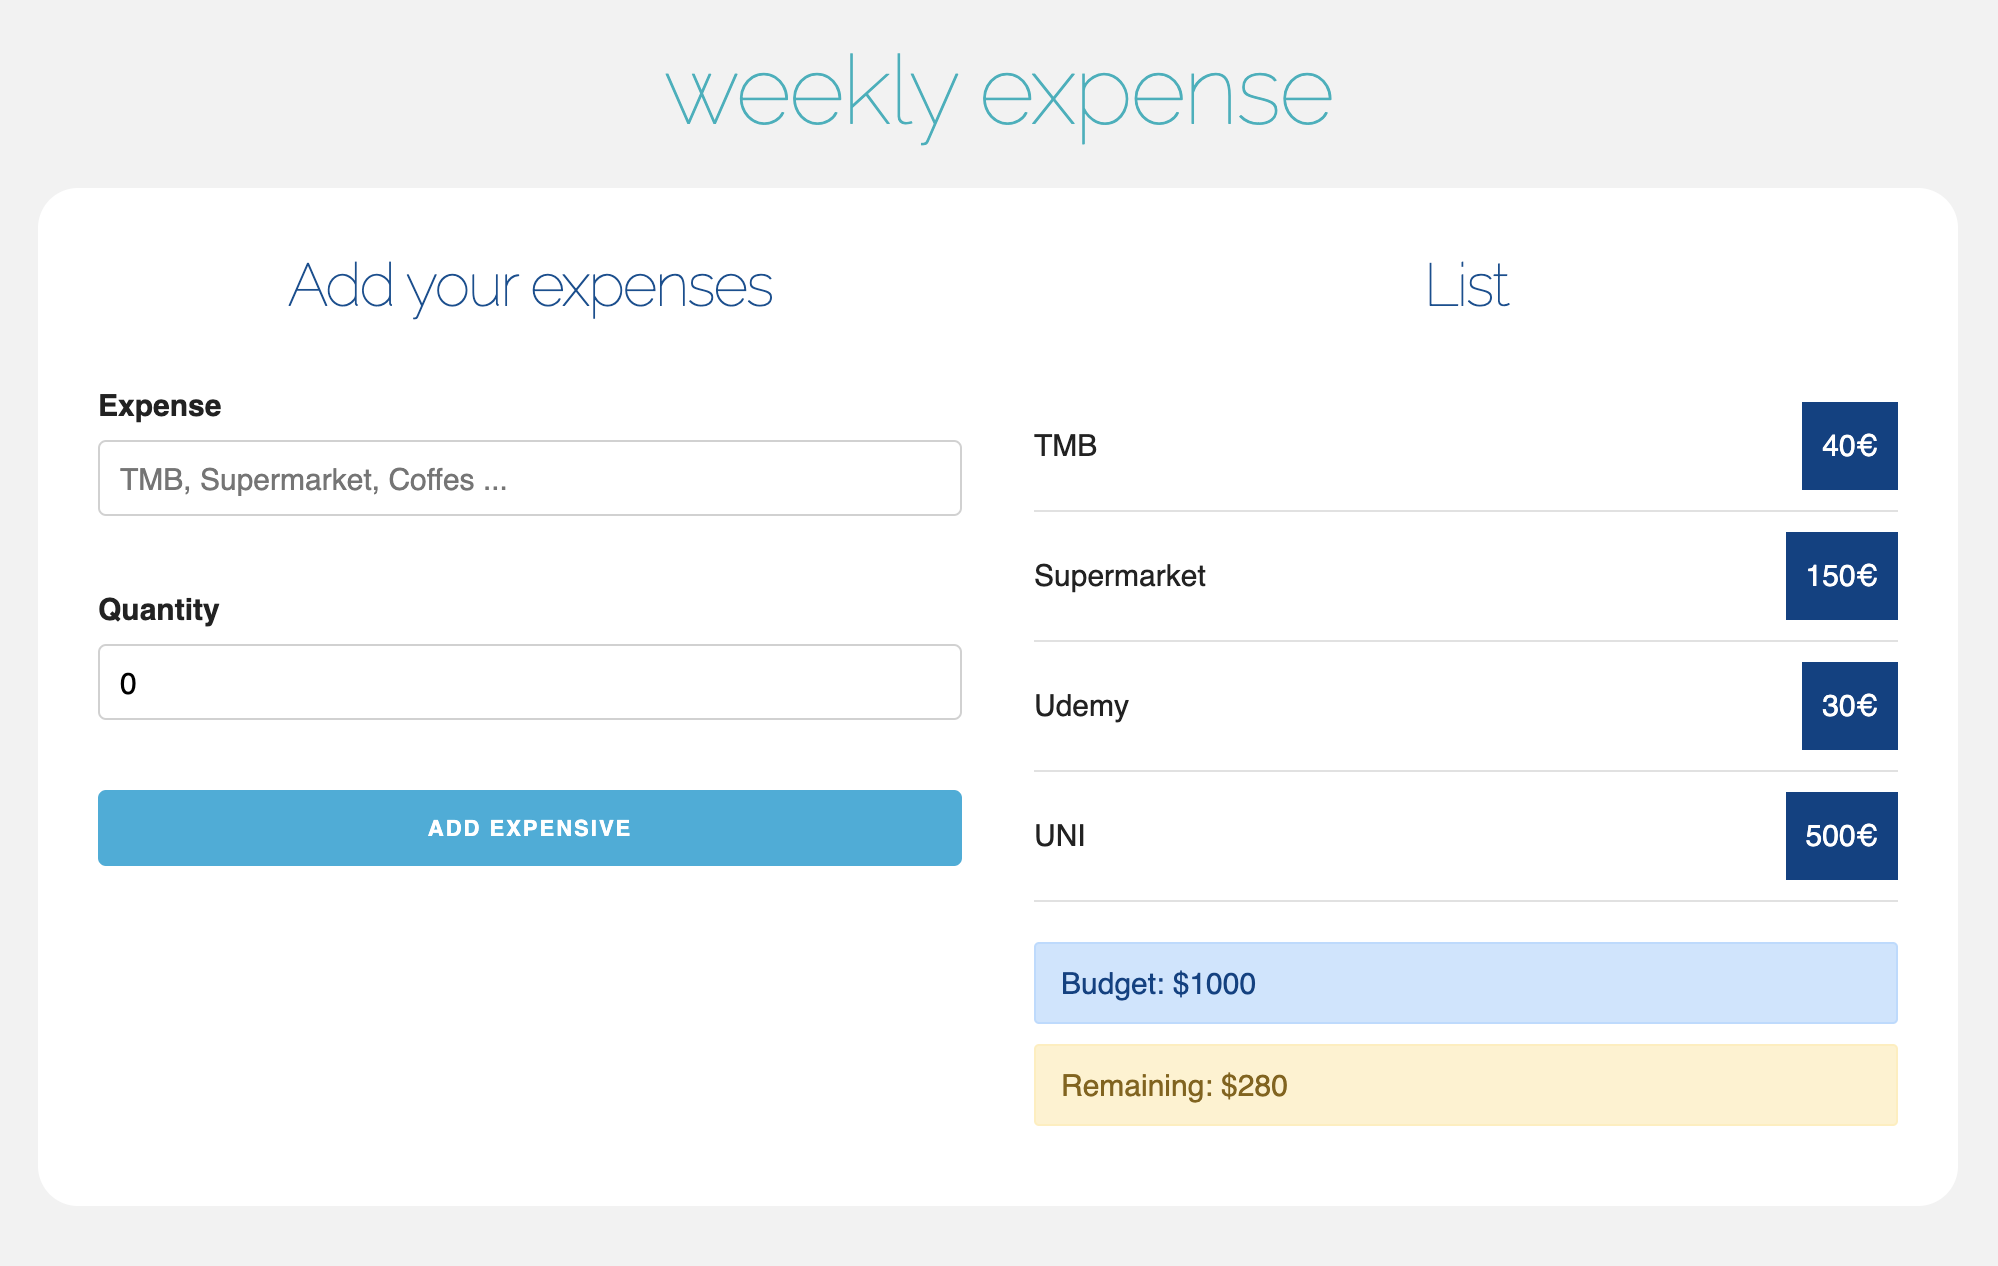 weekly expense
Add your expenses
Expense
TMB, Supermarket, Coffes ...
Quantity
0
ADD EXPENSIVE
List
TMB 40€
Supermarket 150€
Udemy 30€
UNI 500€
Budget: $1000
Remaining: $280